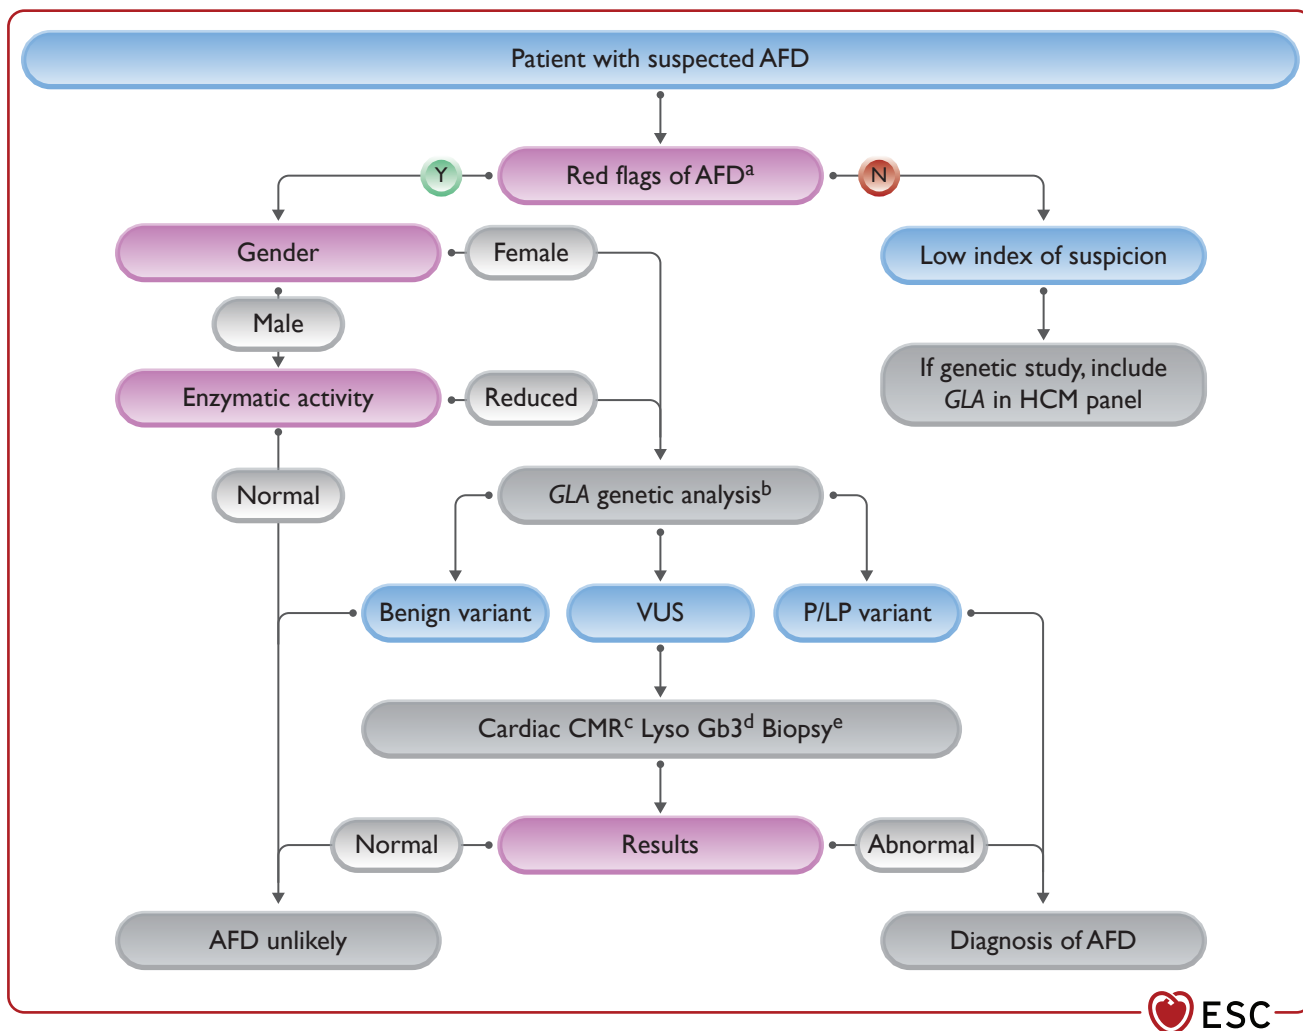 Patient with suspected AFD
Y
Red flags of AFDᵃ
N
Gender
Female
Low index of suspicion
Male
If genetic study, include
GLA in HCM panel
Enzymatic activity
Reduced
Normal
GLA genetic analysisᵇ
Benign variant
VUS
P/LP variant
Cardiac CMRᶜ Lyso Gb3ᵈ Biopsyᵉ
Normal
Results
Abnormal
AFD unlikely
Diagnosis of AFD
ESC